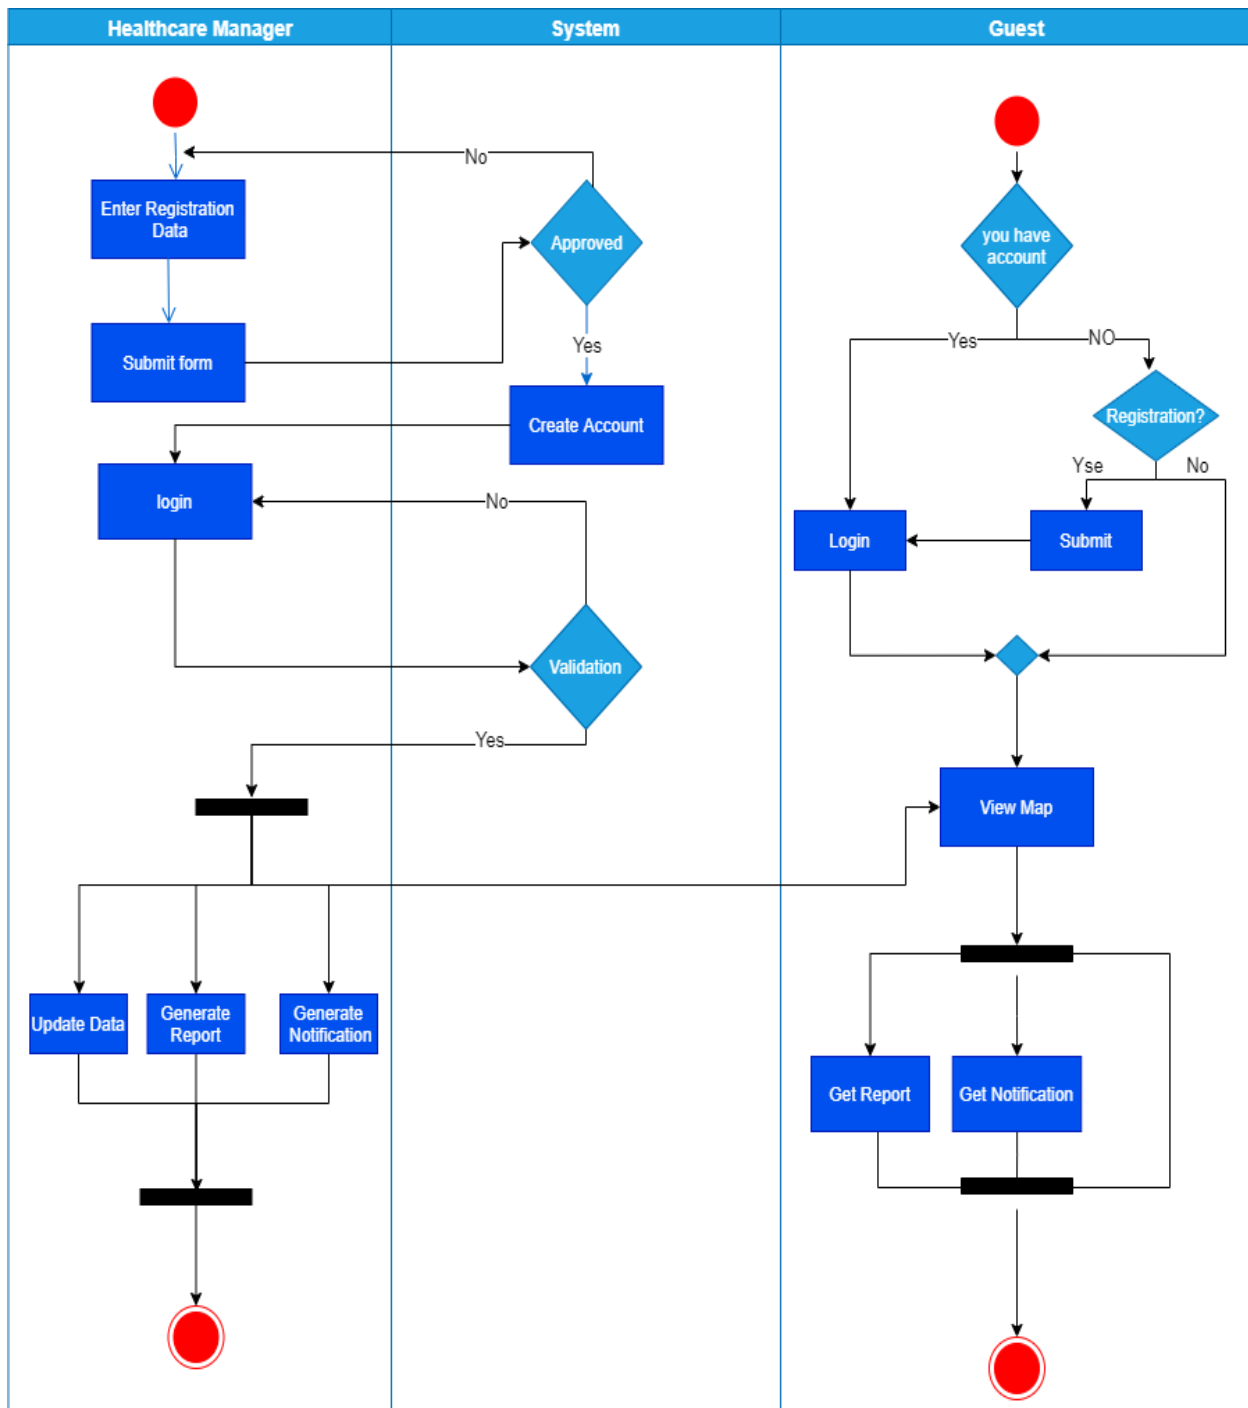 Healthcare Manager
System
Guest
No
Enter Registration
Data
Approved
you have
account
Submit form
Yes
Yes
NO
Create Account
Registration?
login
No
Yse
No
Login
Submit
Validation
Yes
View Map
Update Data
Generate
Report
Generate
Notification
Get Report
Get Notification